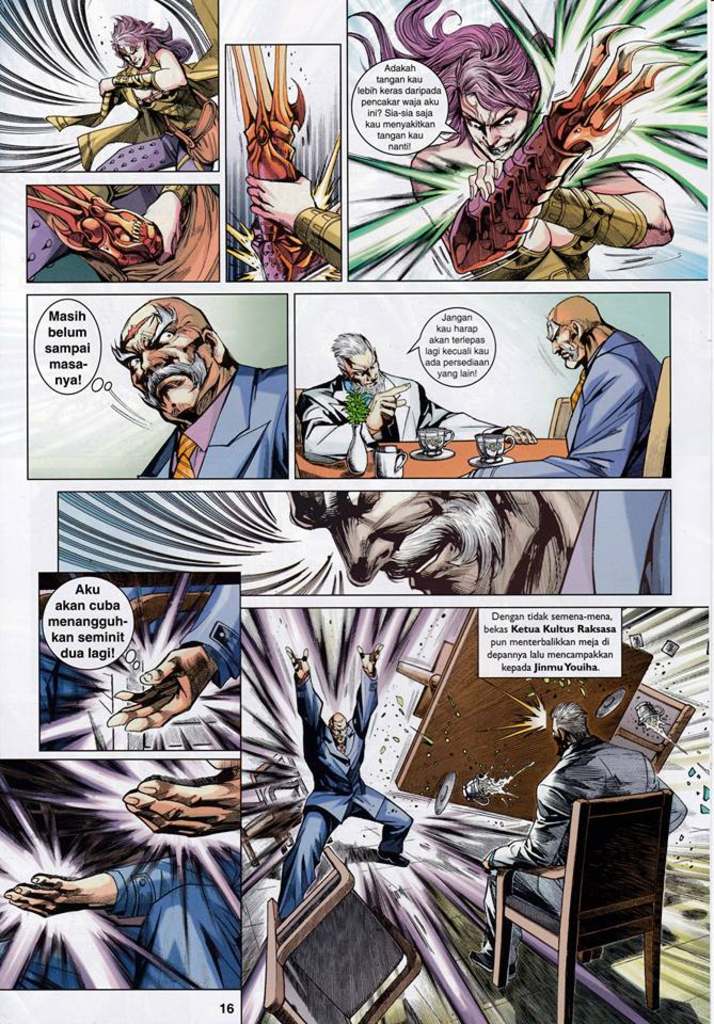 Adakah
tangan kau
lebih keras daripada
pencakar waja aku
ini? Sia-sia saja
kau menyakitkan
tangan kau
nanti!
Masih
belum
sampai
masa-
nya!
Jangan
kau harap
akan terlepas
lagi kecuali kau
ada persediaan
yang lain!
Aku
akan cuba
menangguh-
kan seminit
dua lagi!
Dengan tidak semena-mena,
bekas Ketua Kultus Raksasa
pun menterbalikkan meja di
depannya lalu mencampakkan
kepada Jinmu Youiha.
16